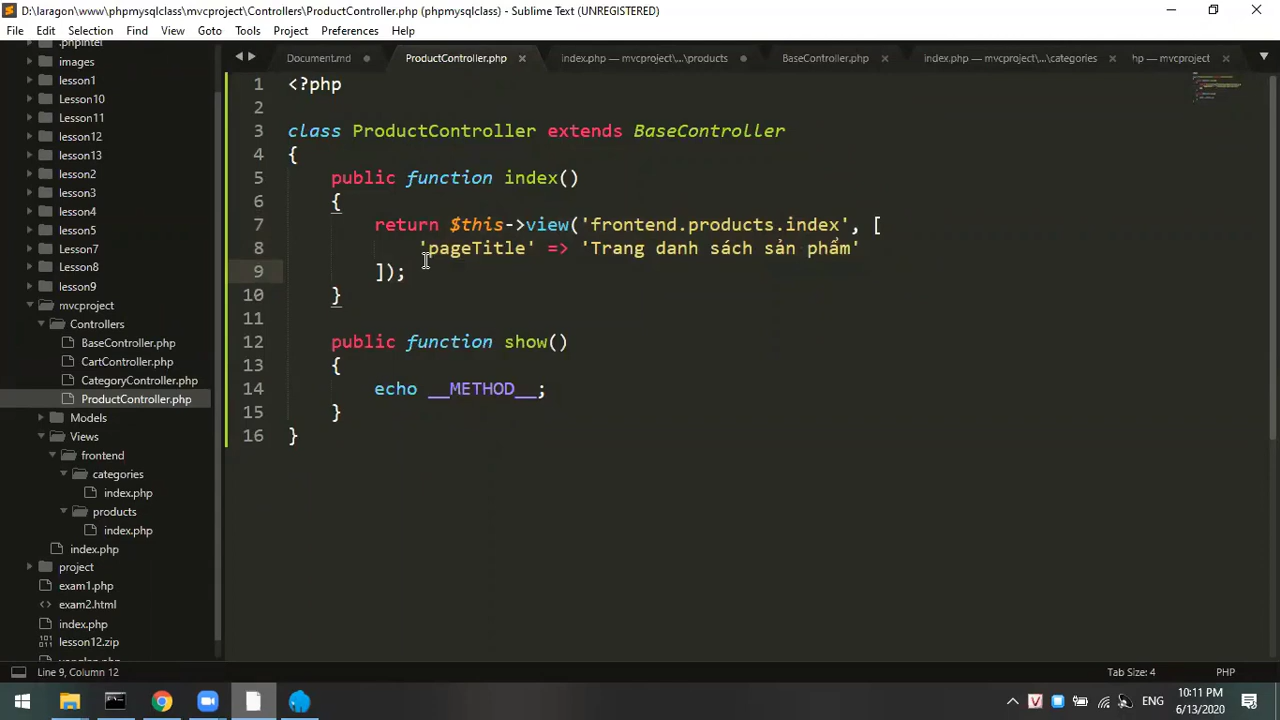 D:\laragon\www\phpmysqlclass\mvcproject\Controllers\ProductController.php (phpmysqlclass) - Sublime Text (UNREGISTERED)
File Edit Selection Find View Goto Tools Project Preferences Help
Document.md
ProductController.php
index.php — mvcproject\...\products
BaseController.php
index.php — mvcproject\...\categories
hp — mvcproject
.phpintel
images
lesson1
Lesson10
Lesson11
lesson12
lesson13
lesson2
lesson3
lesson4
lesson5
Lesson7
Lesson8
lesson9
mvcproject
Controllers
BaseController.php
CartController.php
CategoryController.php
ProductController.php
Models
Views
frontend
categories
index.php
products
index.php
index.php
project
exam1.php
exam2.html
index.php
lesson12.zip
1 <?php
2
3 class ProductController extends BaseController
4 {
5 public function index()
6 {
7 return $this->view('frontend.products.index', [
8 'pageTitle' => 'Trang danh sách sản phẩm'
9 ]);
10 }
11
12 public function show()
13 {
14 echo __METHOD__;
15 }
16 }
Line 9, Column 12
Tab Size: 4
PHP
ENG
10:11 PM
6/13/2020